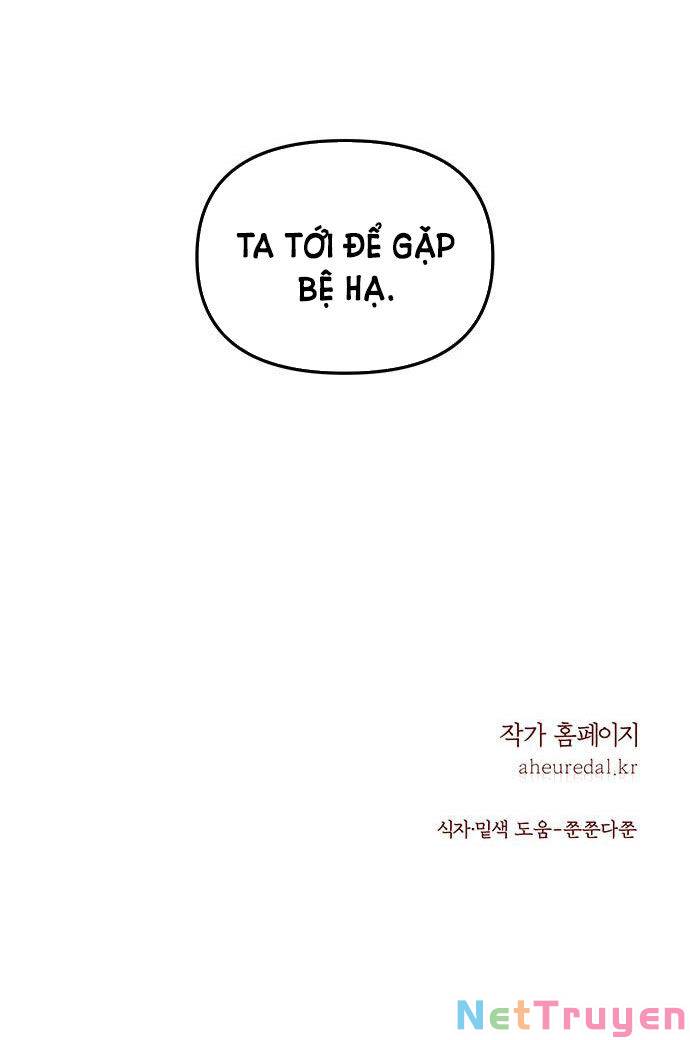 TA TỚI ĐỂ GẶP
BỆ HẠ.
작가 홈페이지
aheuredal.kr
식자·밑색 도움-쭌쭌다쭌
NetTruyen